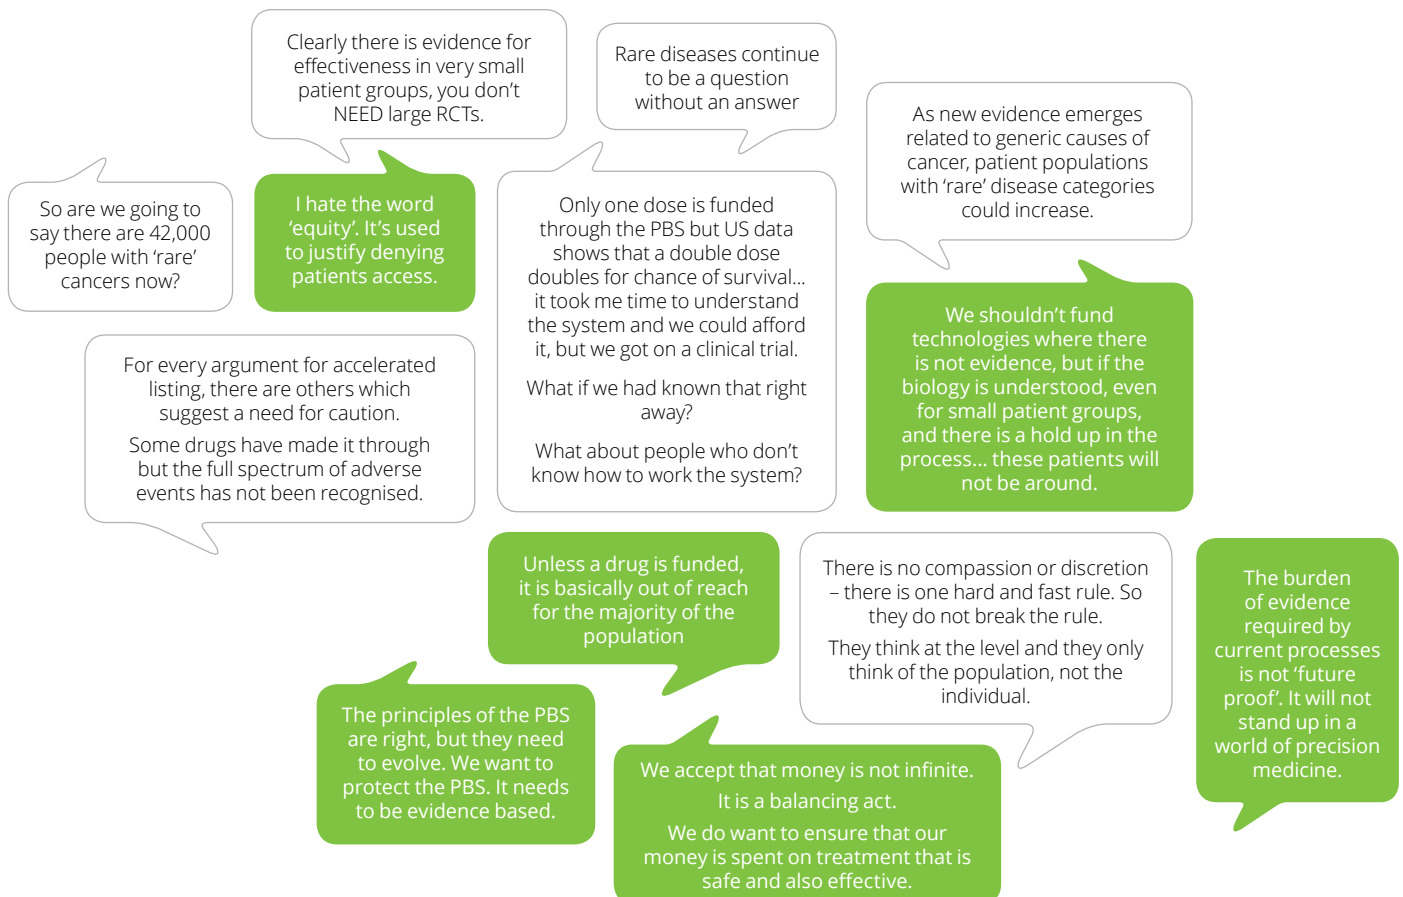 Clearly there is evidence for
effectiveness in very small
patient groups, you don’t
NEED large RCTs.
Rare diseases continue
to be a question
without an answer
As new evidence emerges
related to generic causes of
cancer, patient populations
with ‘rare’ disease categories
could increase.
So are we going to
say there are 42,000
people with ‘rare’
cancers now?
I hate the word
‘equity’. It’s used
to justify denying
patients access.
Only one dose is funded
through the PBS but US data
shows that a double dose
doubles for chance of survival...
it took me time to understand
the system and we could afford
it, but we got on a clinical trial.
What if we had known that right
away?
What about people who don’t
know how to work the system?
We shouldn’t fund
technologies where there
is not evidence, but if the
biology is understood, even
for small patient groups,
and there is a hold up in the
process... these patients will
not be around.
For every argument for accelerated
listing, there are others which
suggest a need for caution.
Some drugs have made it through
but the full spectrum of adverse
events has not been recognised.
Unless a drug is funded,
it is basically out of reach
for the majority of the
population
There is no compassion or discretion
– there is one hard and fast rule. So
they do not break the rule.
They think at the level and they only
think of the population, not the
individual.
The burden
of evidence
required by
current processes
is not ‘future
proof’. It will not
stand up in a
world of precision
medicine.
The principles of the PBS
are right, but they need
to evolve. We want to
protect the PBS. It needs
to be evidence based.
We accept that money is not infinite.
It is a balancing act.
We do want to ensure that our
money is spent on treatment that is
safe and also effective.